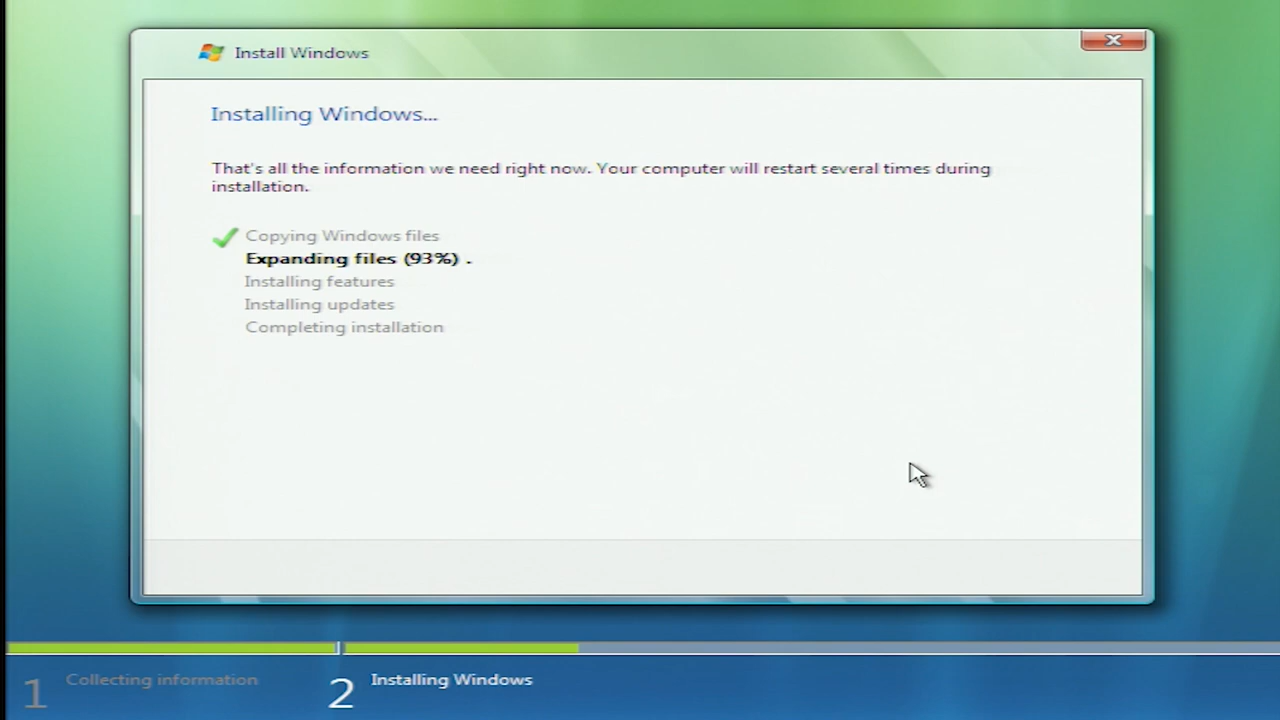 Install Windows
Installing Windows...
That's all the information we need right now. Your computer will restart several times during
installation.
Copying Windows files
Expanding files (93%) .
Installing features
Installing updates
Completing installation
1 Collecting information
2 Installing Windows